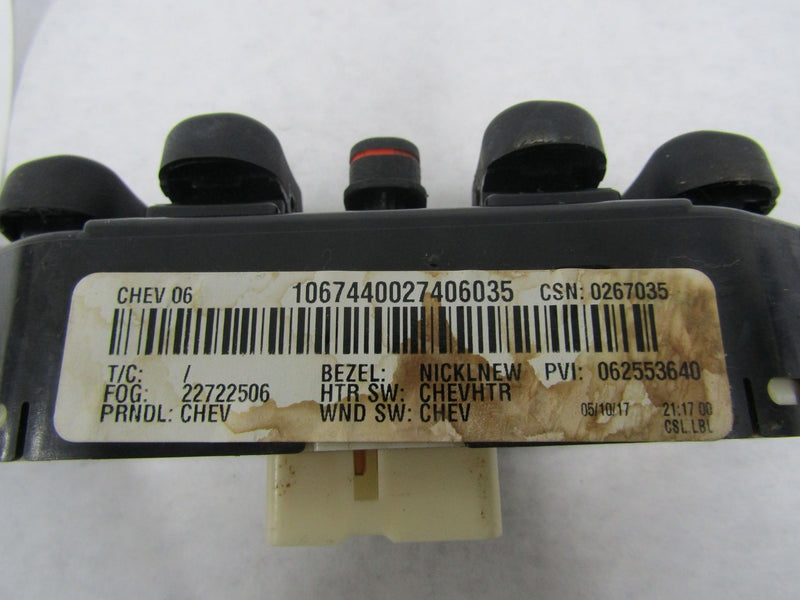 CHEV 06 1067440027406035 CSN: 0267035
T/C: / BEZEL: NICKLNEW PVI: 062553640
FOG: 22722506 HTR SW: CHEVHTR
PRNDL: CHEV WND SW: CHEV 05/10/17 21:17:00
CSL.LBL